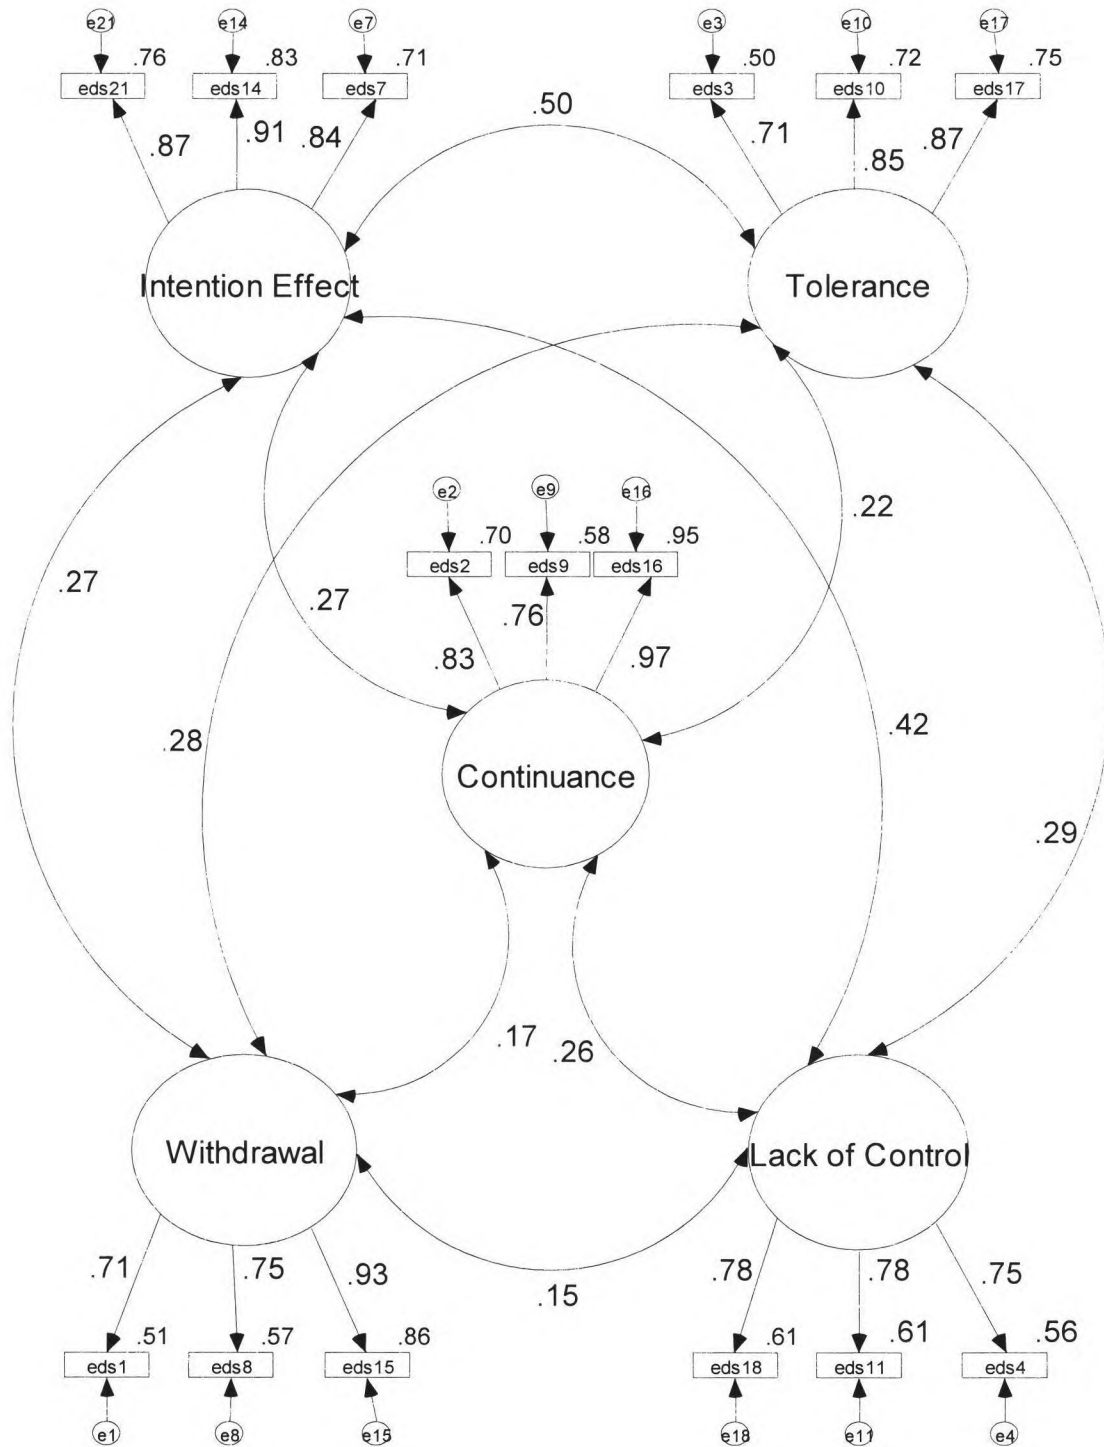 e21 e14 e7 e3 e10 e17
.76 .83 .71 .50 .72 .75
eds21 eds14 eds7 eds3 eds10 eds17
.50
.87 .91 .84 .71 .85 .87
Intention Effect Tolerance
e2 e9 e16
.70 .58 .95
eds2 eds9 eds16
.22
.27 .27 .76
.83 .97
.28 .42
Continuance
.29
.17 .26
Withdrawal Lack of Control
.71 .75 .93 .78 .78 .75
.15
.51 .57 .86 .61 .61 .56
eds1 eds8 eds15 eds18 eds11 eds4
e1 e8 e15 e18 e11 e4